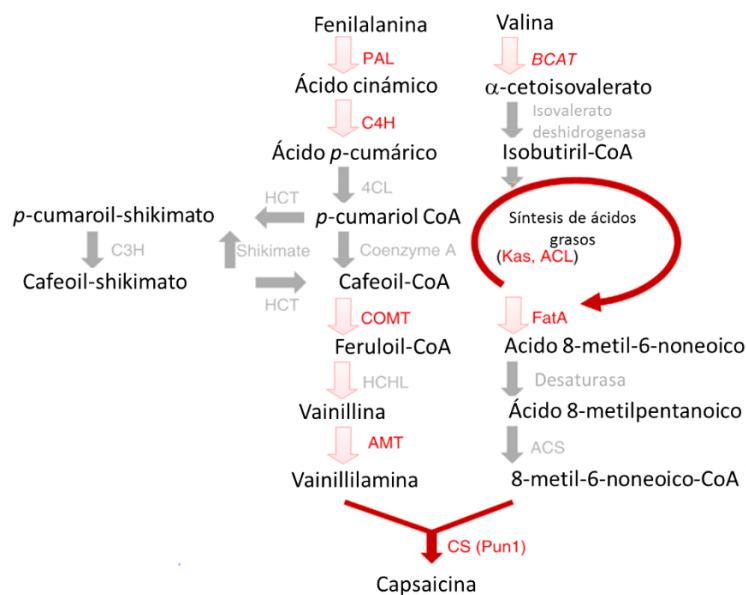 Fenilalanina
Valina
PAL
BCAT
Ácido cinámico
α-cetoisovalerato
C4H
Isovalerato
deshidrogenasa
Ácido p-cumárico
Isobutiril-CoA
4CL
HCT
p-cumaroil-shikimato
p-cumariol CoA
Síntesis de ácidos
grasos
(Kas, ACL)
C3H
Shikimate
Coenzyme A
Cafeoil-shikimato
Cafeoil-CoA
HCT
COMT
FatA
Feruloil-CoA
Acido 8-metil-6-noneoico
HCHL
Desaturasa
Vainillina
Ácido 8-metilpentanoico
AMT
ACS
Vainillilamina
8-metil-6-noneoico-CoA
CS (Pun1)
Capsaicina